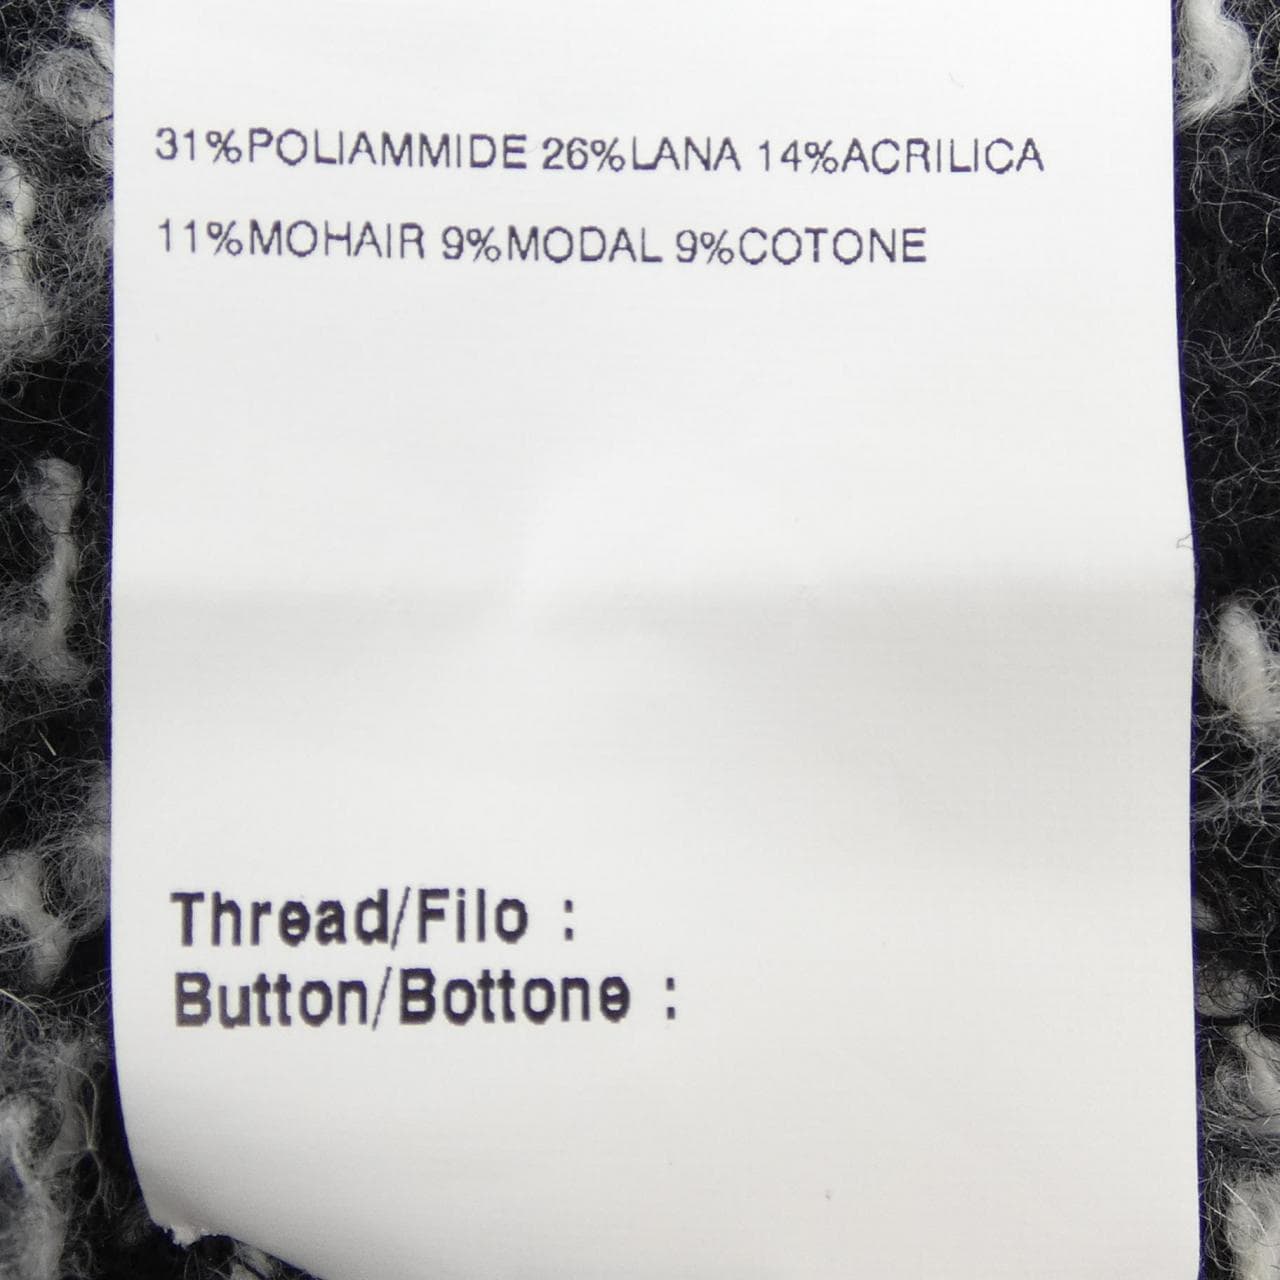 31%POLIAMMIDE 26%LANA 14%ACRILICA
11%MOHAIR 9%MODAL 9%COTONE
Thread/Filo :
Button/Bottone :